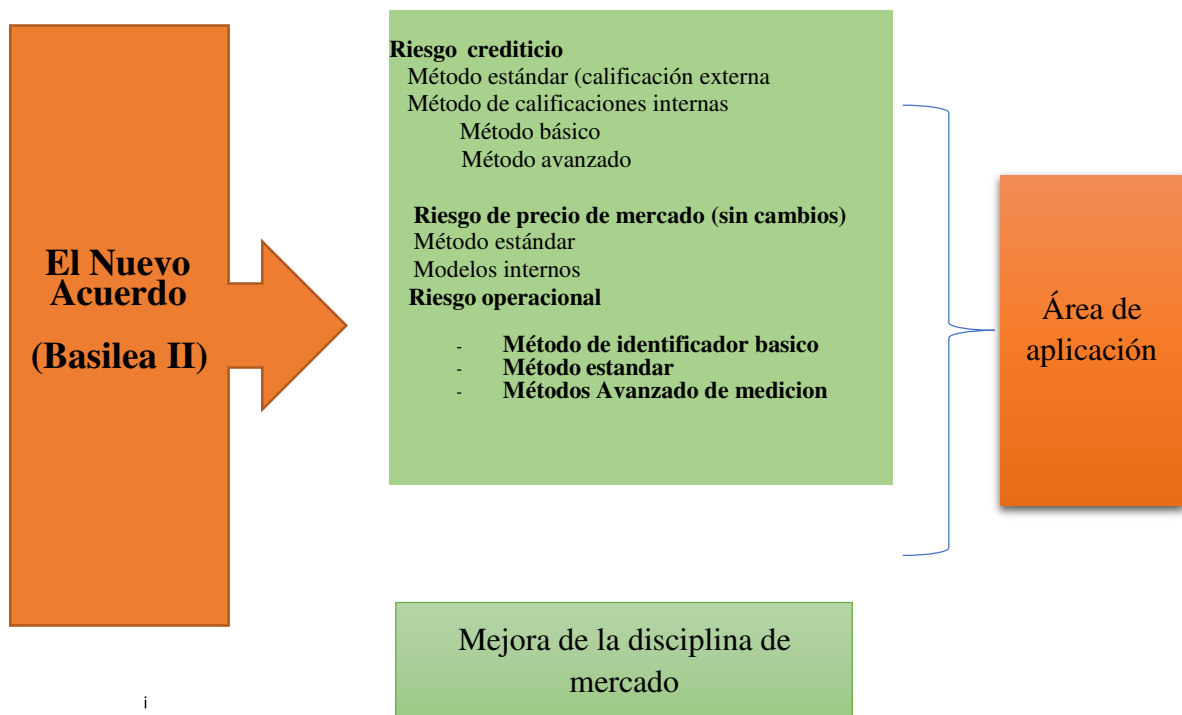 El Nuevo
Acuerdo
(Basilea II)
Riesgo crediticio
Método estándar (calificación externa
Método de calificaciones internas
Método básico
Método avanzado
Riesgo de precio de mercado (sin cambios)
Método estándar
Modelos internos
Riesgo operacional
- Método de identificador basico
- Método estandar
- Métodos Avanzado de medicion
Área de
aplicación
Mejora de la disciplina de
mercado
i